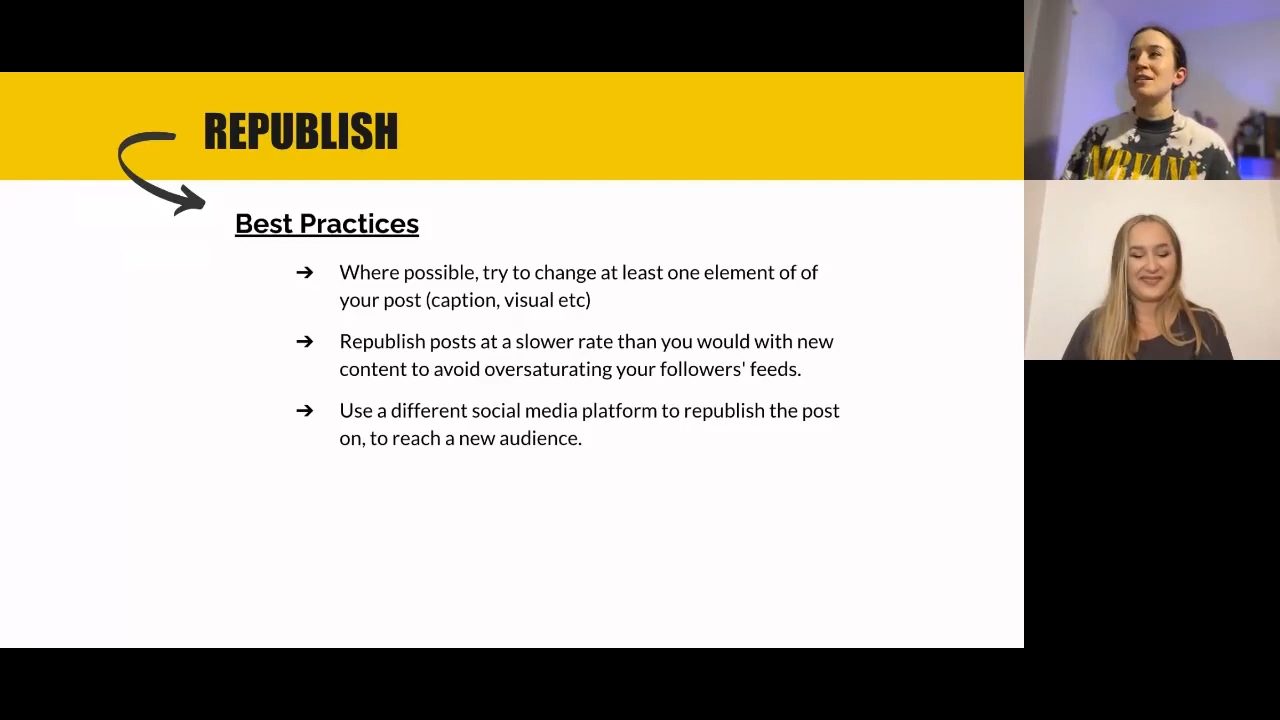 REPUBLISH
Best Practices
➔ Where possible, try to change at least one element of of
your post (caption, visual etc)
➔ Republish posts at a slower rate than you would with new
content to avoid oversaturating your followers' feeds.
➔ Use a different social media platform to republish the post
on, to reach a new audience.
NIRVANA